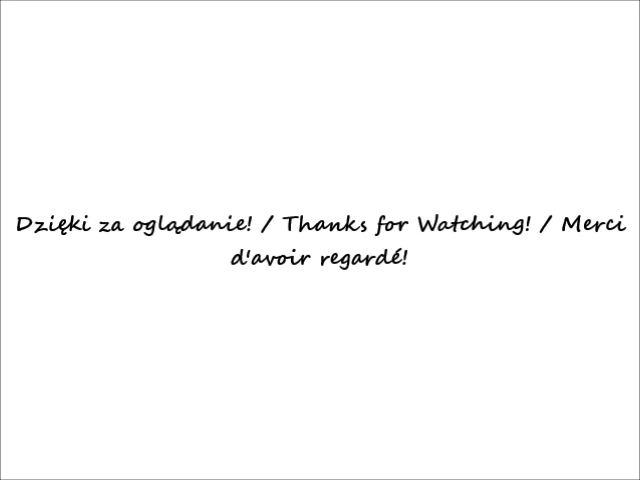 Dzięki za oglądanie! / Thanks for Watching! / Merci
d'avoir regardé!